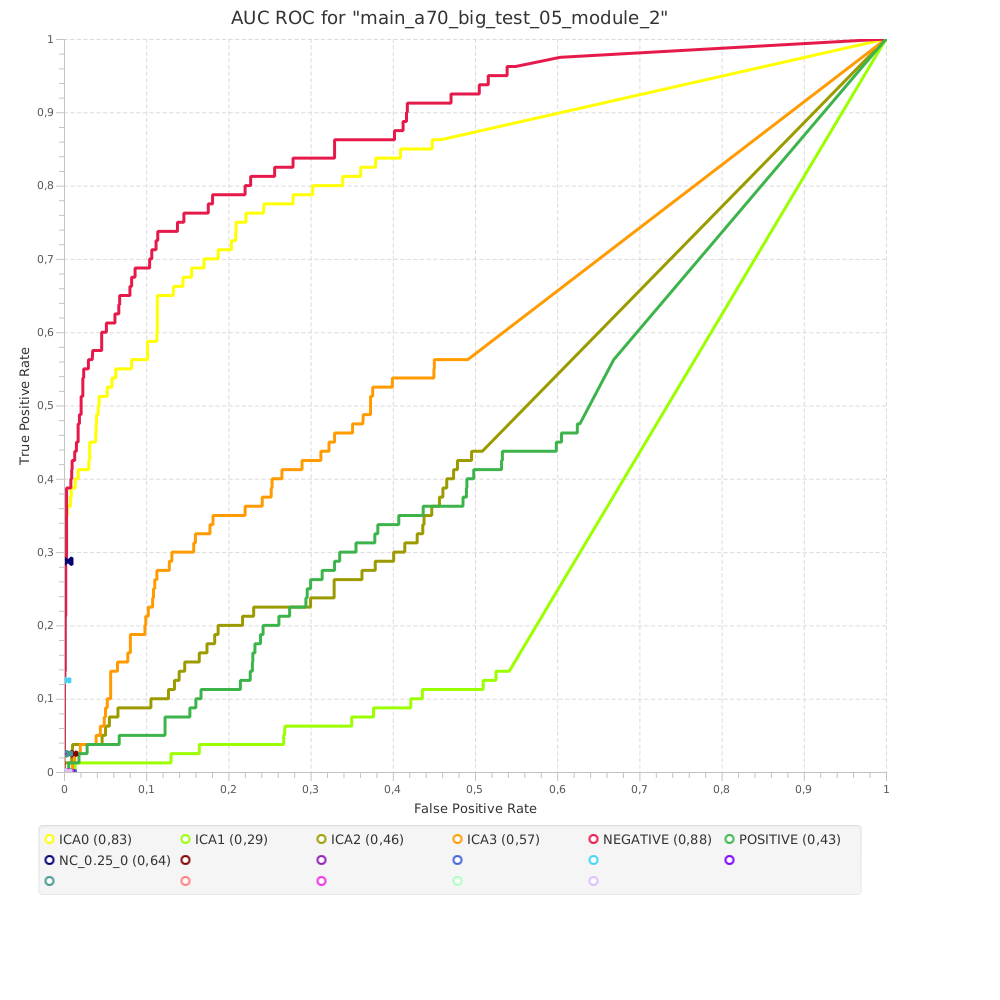 AUC ROC for "main_a70_big_test_05_module_2"
1
0,9
0,8
0,7
0,6
0,5
0,4
0,3
0,2
0,1
0
True Positive Rate
0 0,1 0,2 0,3 0,4 0,5 0,6 0,7 0,8 0,9 1
False Positive Rate
ICA0 (0,83) ICA1 (0,29) ICA2 (0,46) ICA3 (0,57) NEGATIVE (0,88) POSITIVE (0,43)
NC_0.25_0 (0,64)